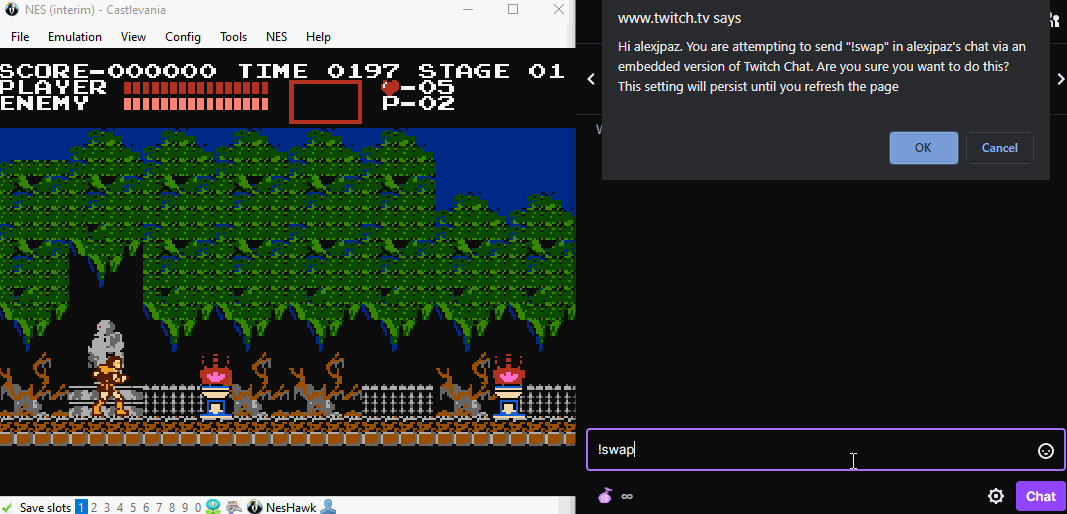 NES (interim) - Castlevania
File Emulation View Config Tools NES Help
SCORE-000000 TIME 0197 STAGE 01
PLAYER -05
ENEMY P-02
Save slots 1 2 3 4 5 6 7 8 9 0 NesHawk
www.twitch.tv says
Hi alexjpaz. You are attempting to send "!swap" in alexjpaz's chat via an
embedded version of Twitch Chat. Are you sure you want to do this?
This setting will persist until you refresh the page
OK Cancel
!swap
∞
Chat